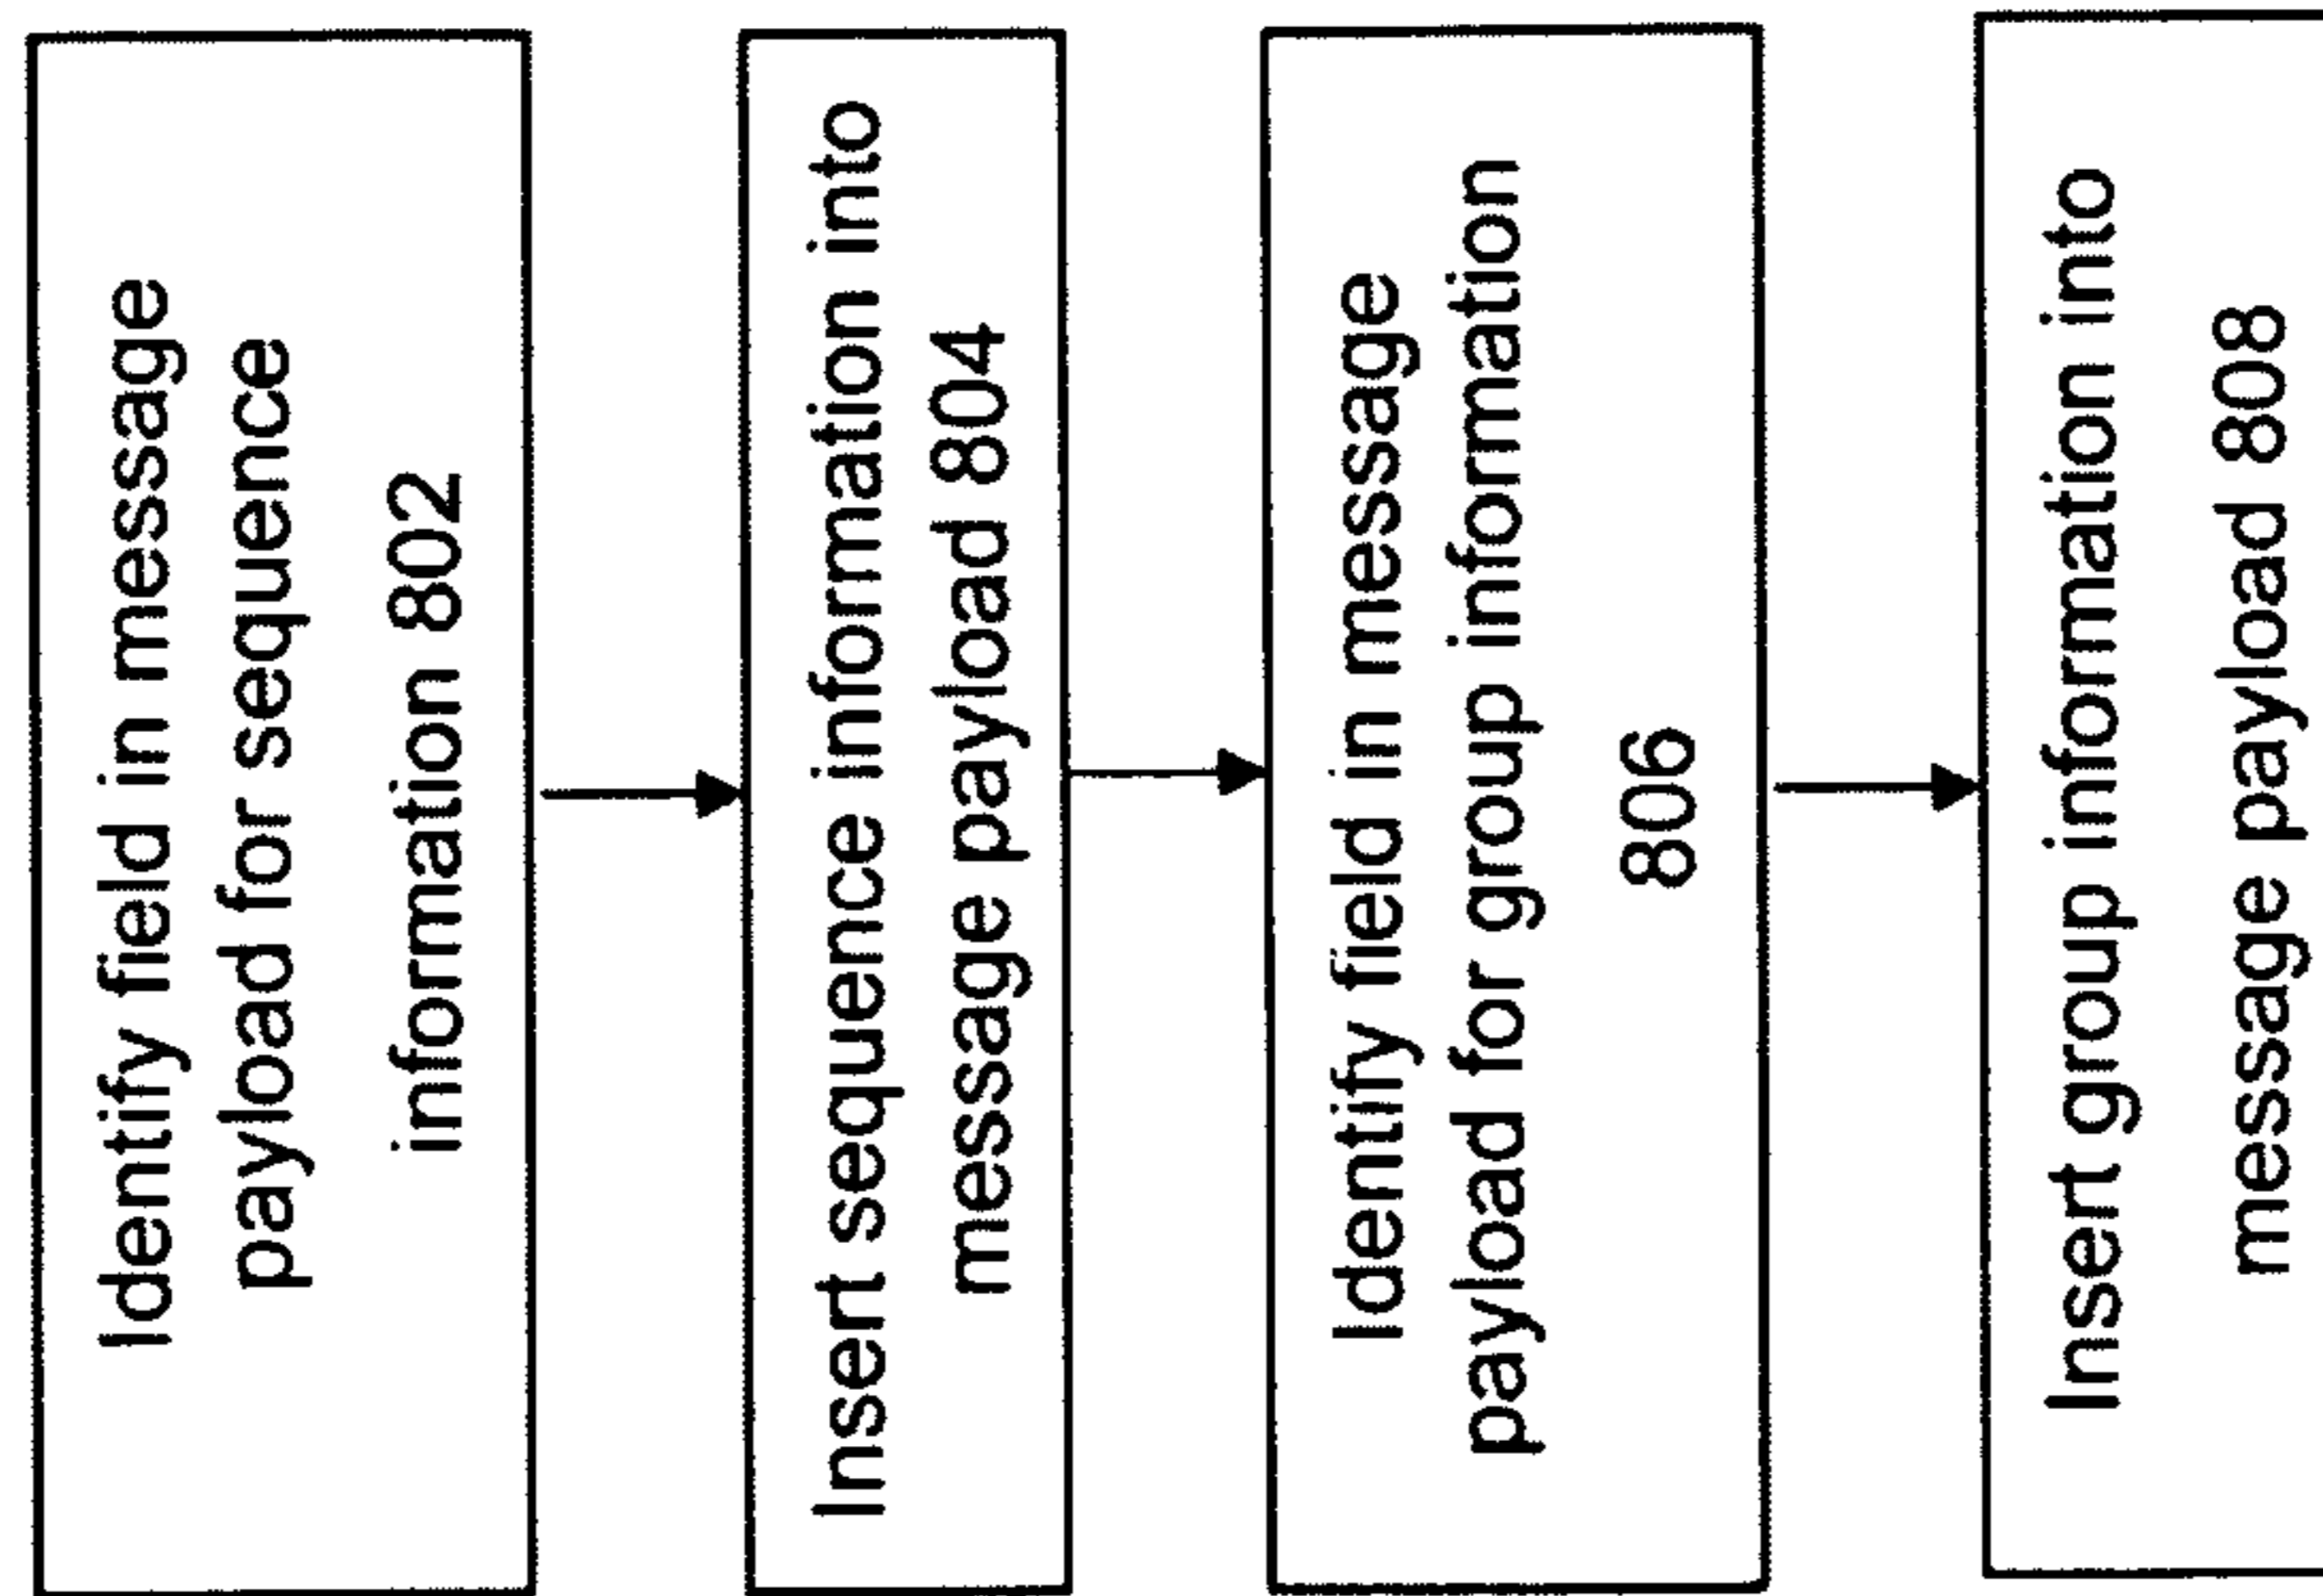 Identify field in message
payload for sequence
information 802
Insert sequence information into
message payload 804
Identify field in message
payload for group information
806
Insert group information into
message payload 808